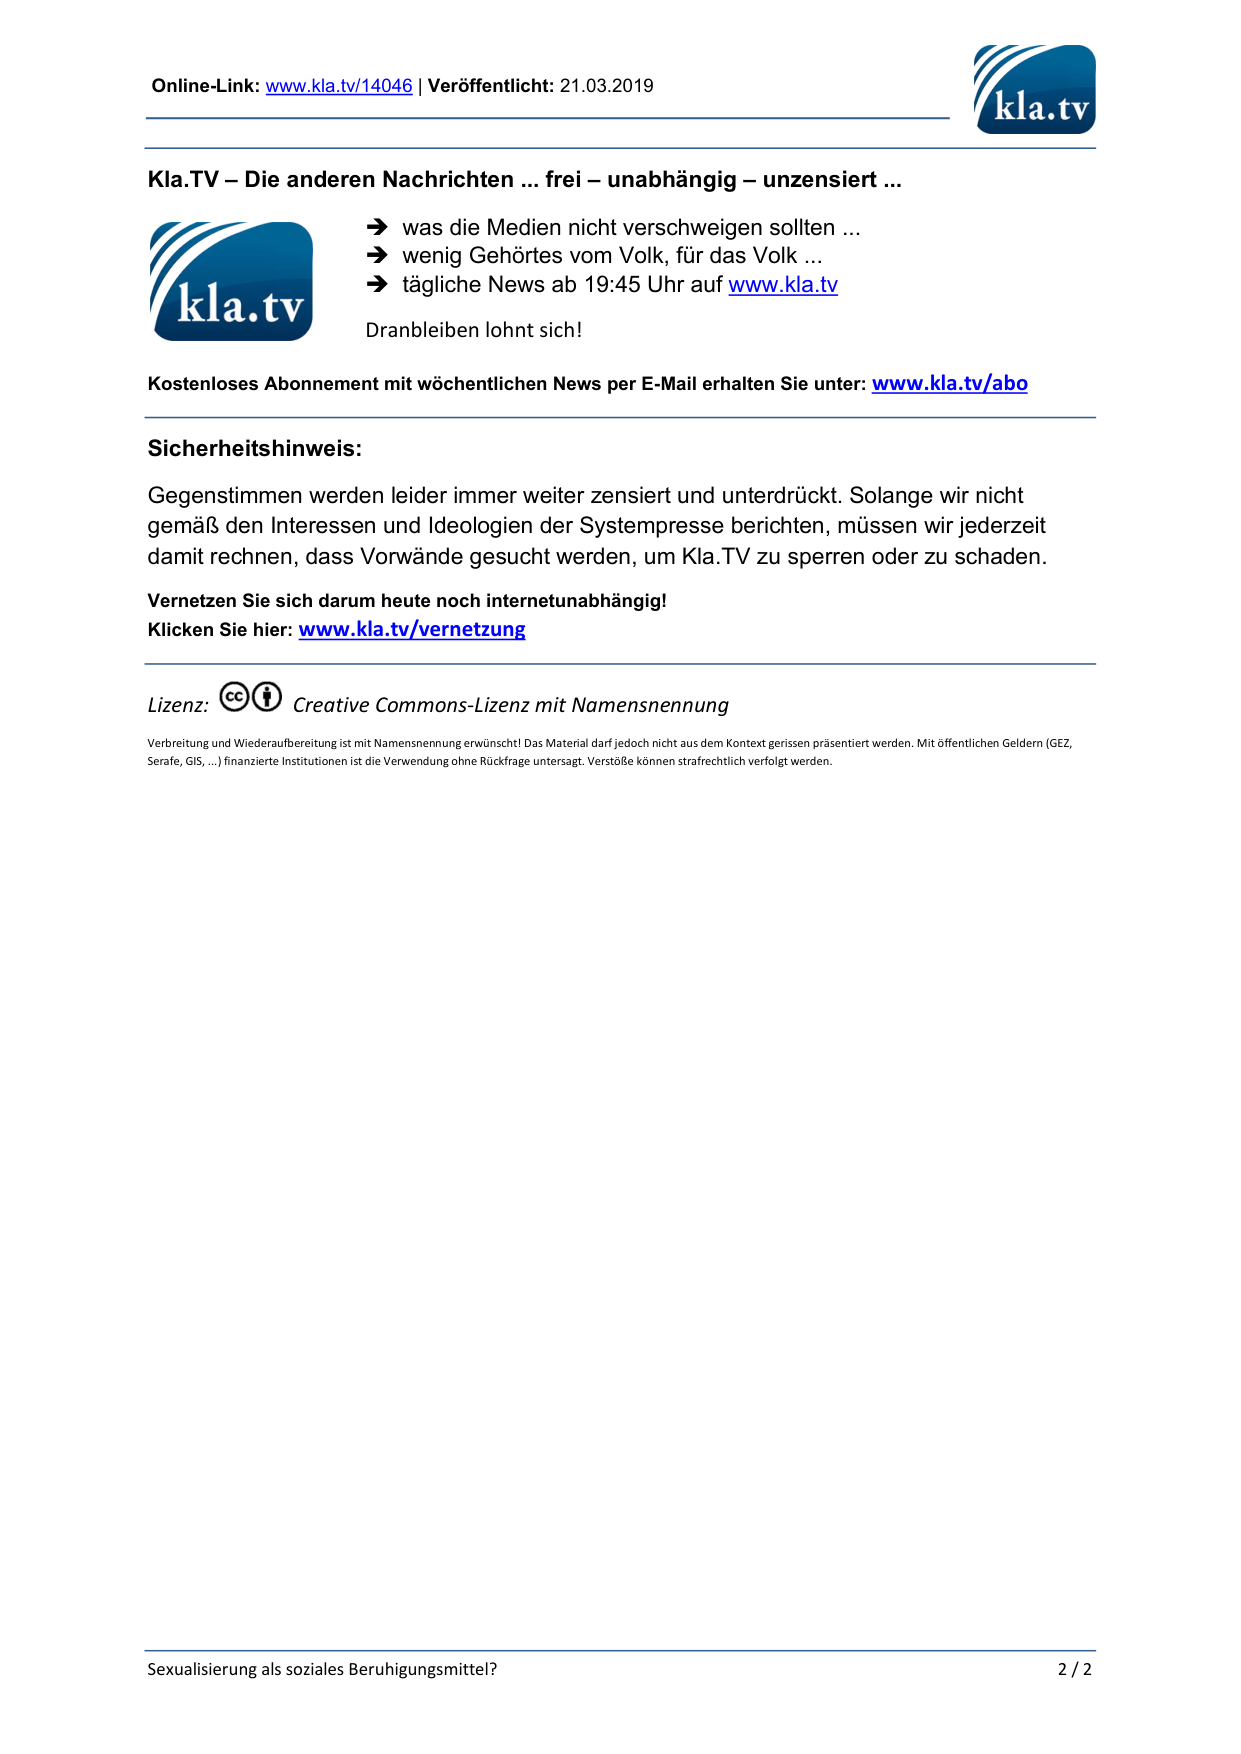 Online-Link: www.kla.tv/14046 | Veröffentlicht: 21.03.2019
kla.tv
Kla.TV – Die anderen Nachrichten ... frei – unabhängig – unzensiert ...
kla.tv
➔ was die Medien nicht verschweigen sollten ...
➔ wenig Gehörtes vom Volk, für das Volk ...
➔ tägliche News ab 19:45 Uhr auf www.kla.tv
Dranbleiben lohnt sich!
Kostenloses Abonnement mit wöchentlichen News per E-Mail erhalten Sie unter: www.kla.tv/abo
Sicherheitshinweis:
Gegenstimmen werden leider immer weiter zensiert und unterdrückt. Solange wir nicht
gemäß den Interessen und Ideologien der Systempresse berichten, müssen wir jederzeit
damit rechnen, dass Vorwände gesucht werden, um Kla.TV zu sperren oder zu schaden.
Vernetzen Sie sich darum heute noch internetunabhängig!
Klicken Sie hier: www.kla.tv/vernetzung
Lizenz: cc Creative Commons-Lizenz mit Namensnennung
Verbreitung und Wiederaufbereitung ist mit Namensnennung erwünscht! Das Material darf jedoch nicht aus dem Kontext gerissen präsentiert werden. Mit öffentlichen Geldern (GEZ,
Serafe, GIS, ...) finanzierte Institutionen ist die Verwendung ohne Rückfrage untersagt. Verstöße können strafrechtlich verfolgt werden.
Sexualisierung als soziales Beruhigungsmittel? 2 / 2